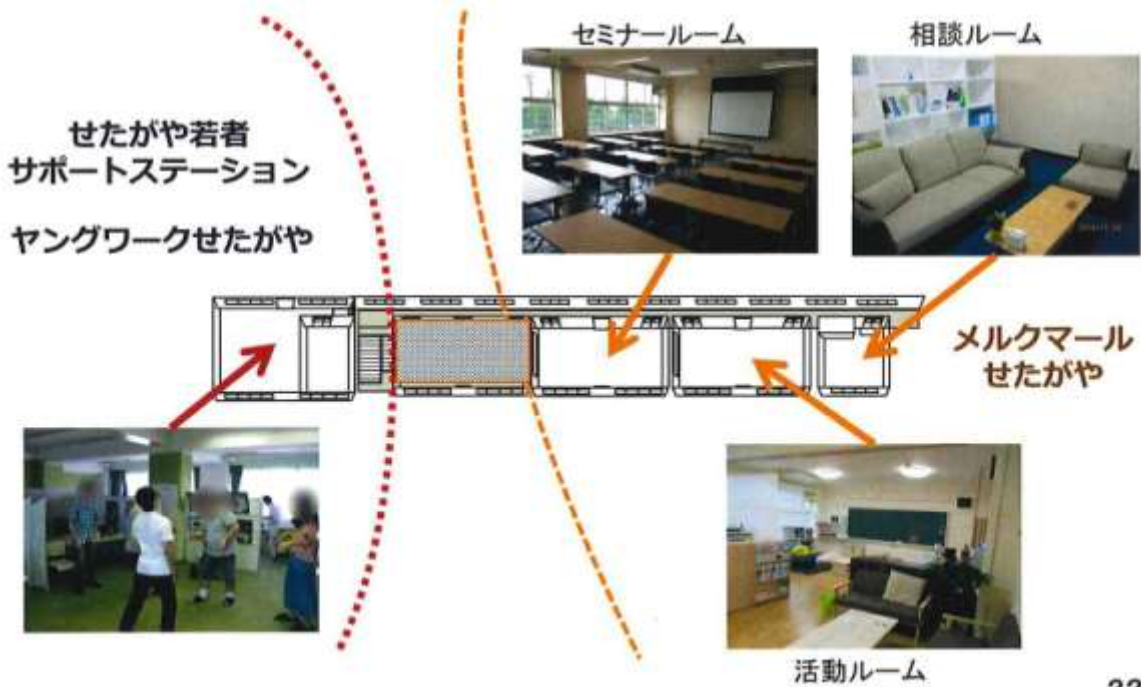 セミナールーム
相談ルーム
せたがや若者
サポートステーション
ヤングワークせたがや
メルクマール
せたがや
活動ルーム